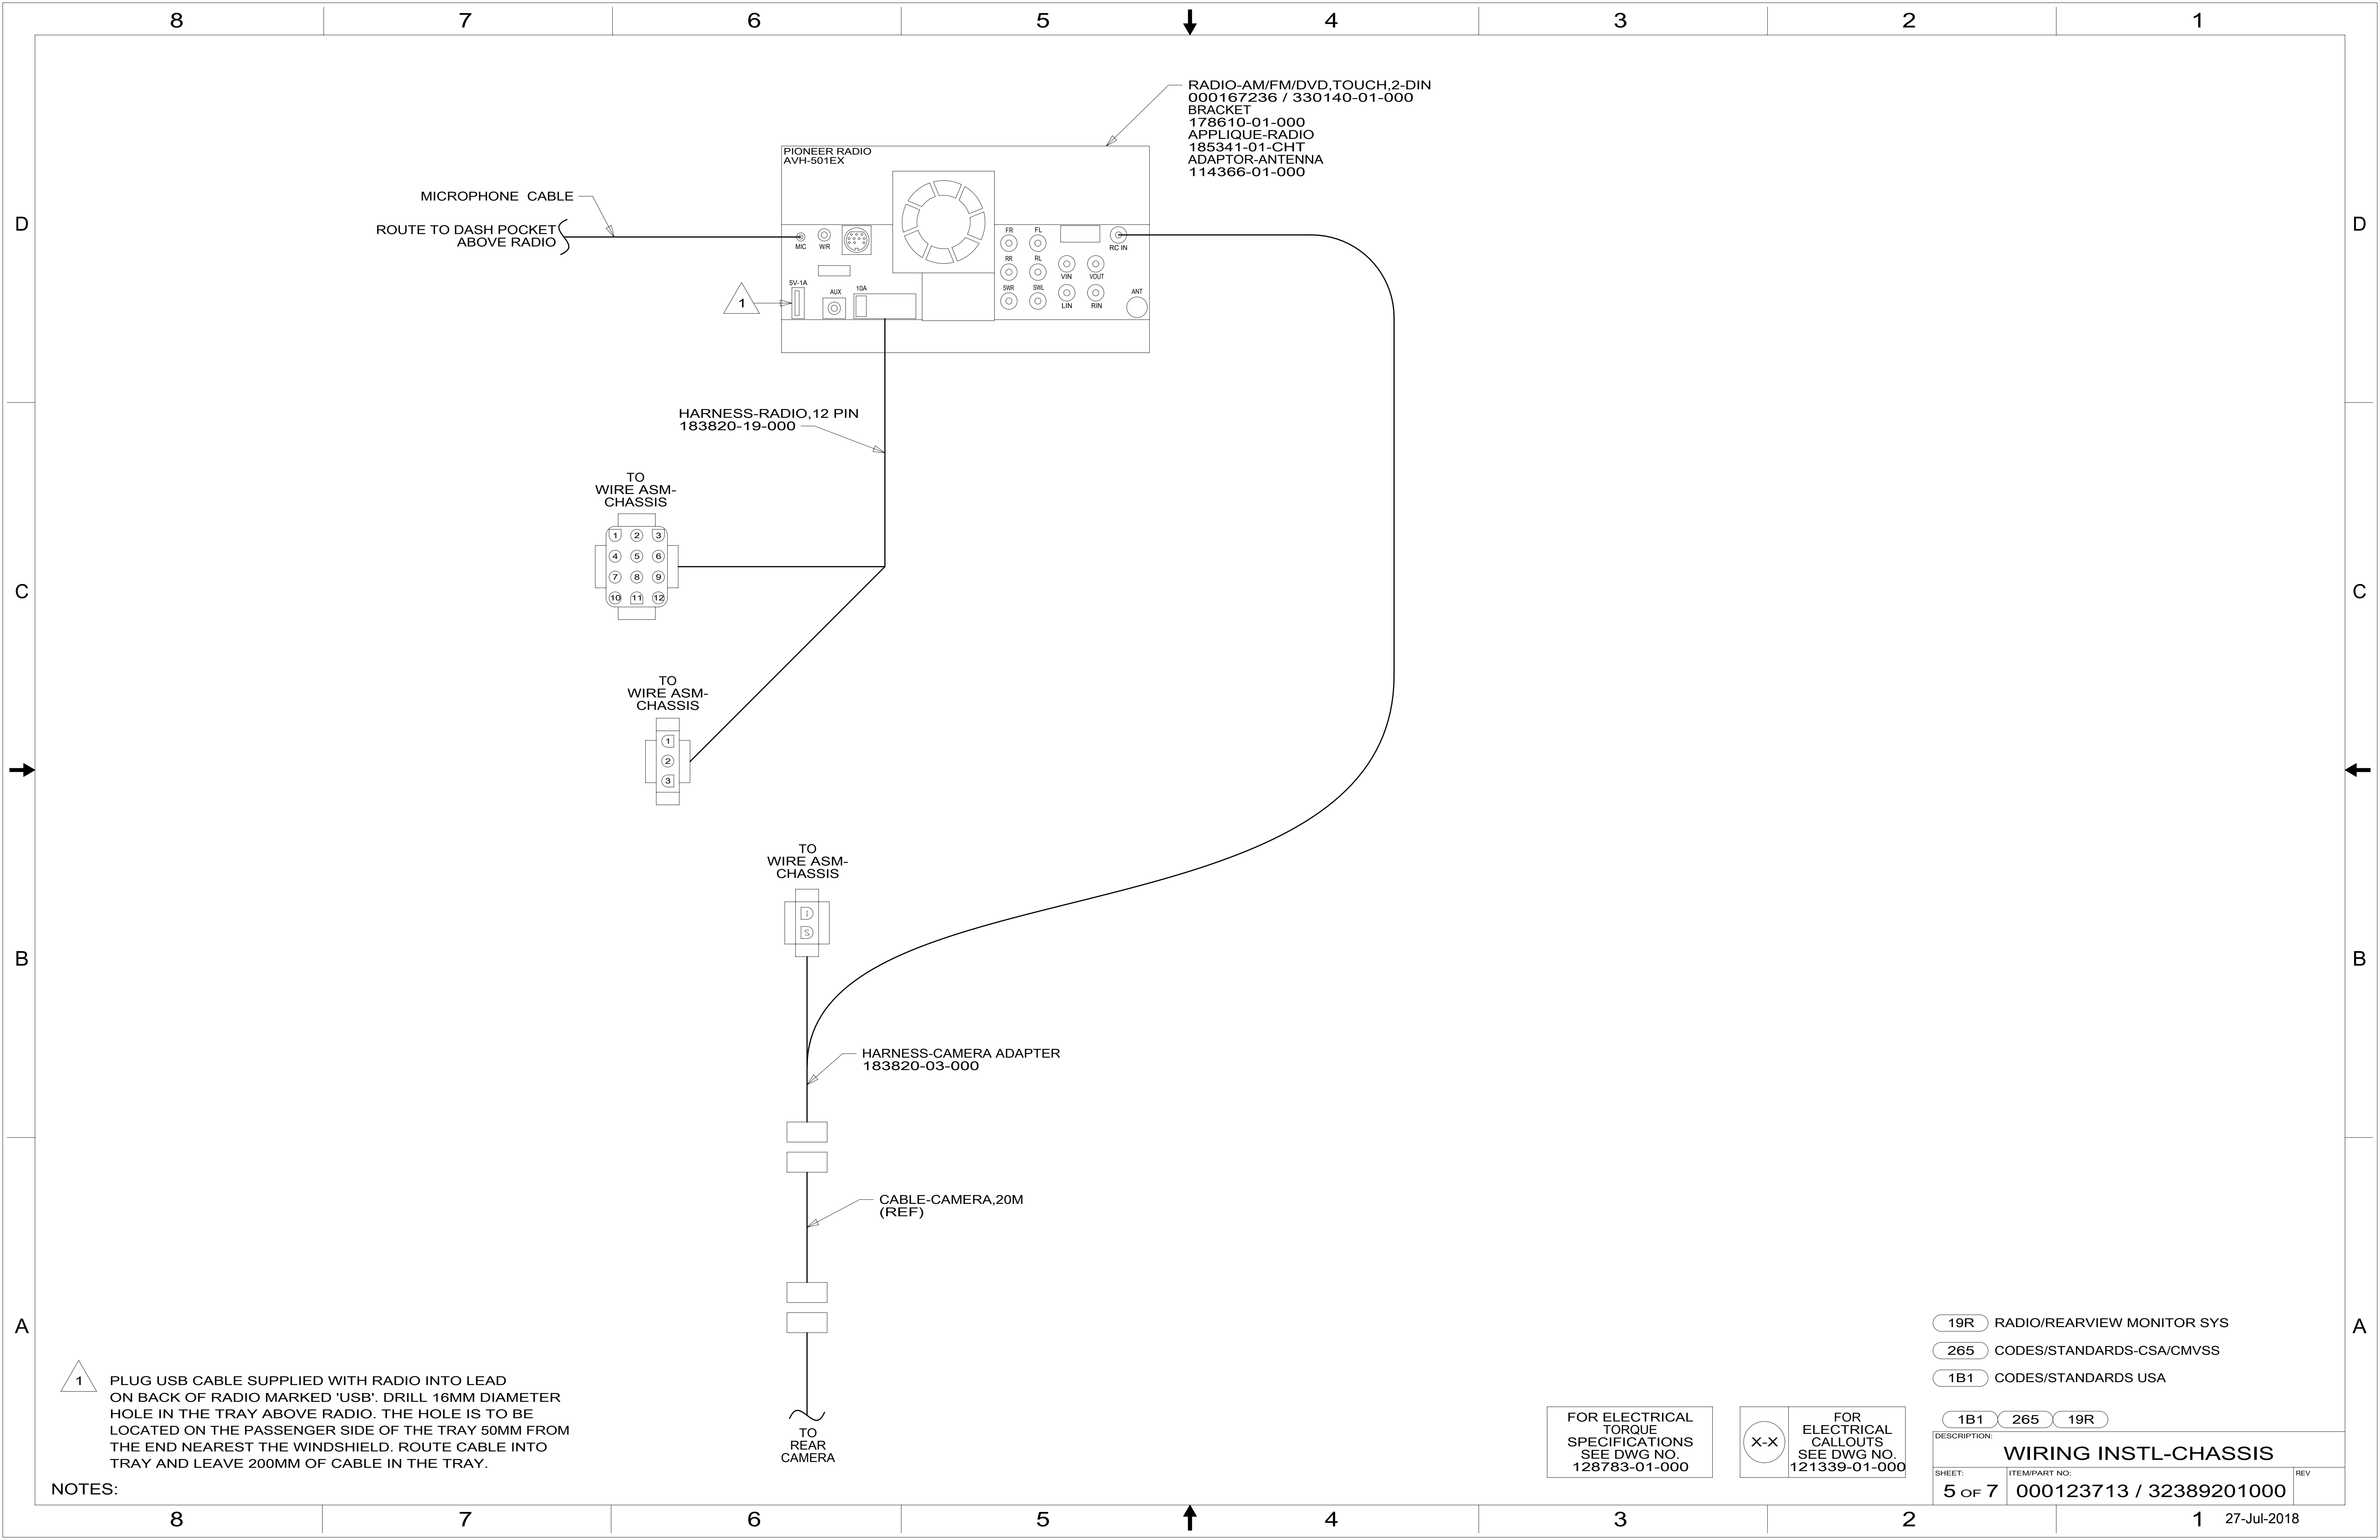 8 7 6 5 4 3 2 1
RADIO-AM/FM/DVD,TOUCH,2-DIN
000167236 / 330140-01-000
BRACKET
178610-01-000
APPLIQUE-RADIO
185341-01-CHT
ADAPTOR-ANTENNA
114366-01-000
PIONEER RADIO
AVH-501EX
MICROPHONE CABLE
ROUTE TO DASH POCKET
ABOVE RADIO
D
D
MIC
W/R
FR
FL
RC IN
RR
RL
VIN
VOUT
5V-1A
AUX
10A
SWR
SWL
LIN
RIN
ANT
1
HARNESS-RADIO,12 PIN
183820-19-000
TO
WIRE ASM-
CHASSIS
1 2 3
4 5 6
7 8 9
10 11 12
C
C
TO
WIRE ASM-
CHASSIS
1
2
3
TO
WIRE ASM-
CHASSIS
B
B
HARNESS-CAMERA ADAPTER
183820-03-000
CABLE-CAMERA,20M
(REF)
A
A
TO
REAR
CAMERA
1
PLUG USB CABLE SUPPLIED WITH RADIO INTO LEAD
ON BACK OF RADIO MARKED 'USB'. DRILL 16MM DIAMETER
HOLE IN THE TRAY ABOVE RADIO. THE HOLE IS TO BE
LOCATED ON THE PASSENGER SIDE OF THE TRAY 50MM FROM
THE END NEAREST THE WINDSHIELD. ROUTE CABLE INTO
TRAY AND LEAVE 200MM OF CABLE IN THE TRAY.
NOTES:
FOR ELECTRICAL
TORQUE
SPECIFICATIONS
SEE DWG NO.
128783-01-000
X-X
FOR
ELECTRICAL
CALLOUTS
SEE DWG NO.
121339-01-000
19R RADIO/REARVIEW MONITOR SYS
265 CODES/STANDARDS-CSA/CMVSS
1B1 CODES/STANDARDS USA
1B1 265 19R
DESCRIPTION:
WIRING INSTL-CHASSIS
SHEET:
5 OF 7
ITEM/PART NO:
000123713 / 32389201000
REV
8 7 6 5 4 3 2 1
27-Jul-2018